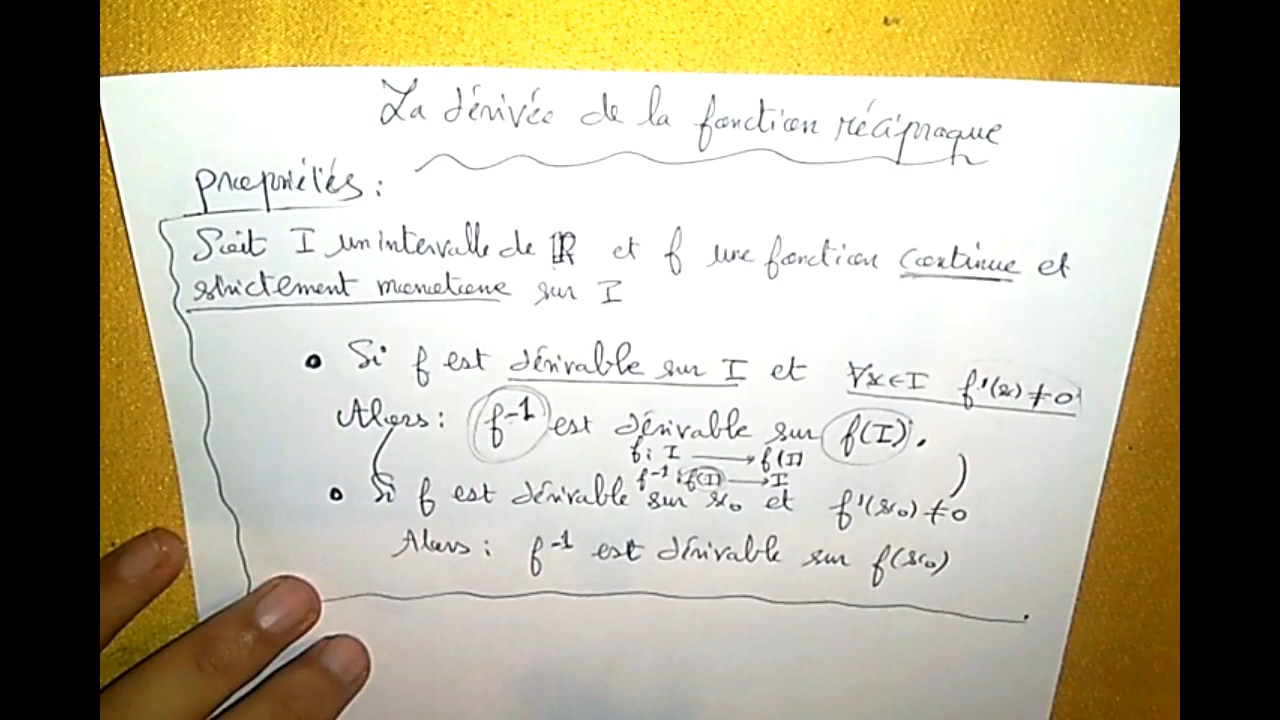 La dérivée de la fonction réciproque
Propriétés :
Soit I un intervalle de ℝ et f une fonction continue et
strictement monotone sur I
• Si f est dérivable sur I et ∀x∈I f'(x)≠0
Alors : f⁻¹ est dérivable sur f(I).
f : I → f(I)
f⁻¹ : f(I) → I
• Si f est dérivable sur x₀ et f'(x₀)≠0
Alors : f⁻¹ est dérivable sur f(x₀)